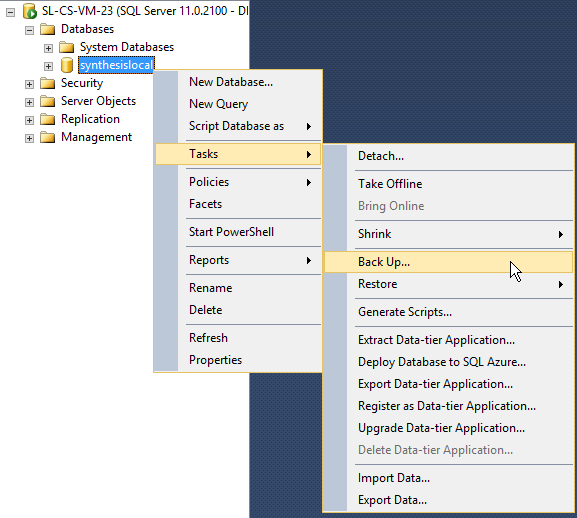 SL-CS-VM-23 (SQL Server 11.0.2100 - DI
Databases
System Databases
synthesislocal
Security
Server Objects
Replication
Management
New Database...
New Query
Script Database as
Tasks
Policies
Facets
Start PowerShell
Reports
Rename
Delete
Refresh
Properties
Detach...
Take Offline
Bring Online
Shrink
Back Up...
Restore
Generate Scripts...
Extract Data-tier Application...
Deploy Database to SQL Azure...
Export Data-tier Application...
Register as Data-tier Application...
Upgrade Data-tier Application...
Delete Data-tier Application...
Import Data...
Export Data...